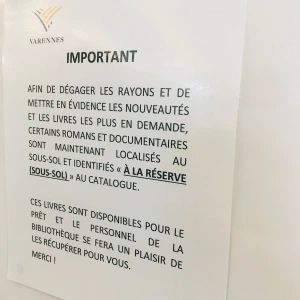 VARENNES
IMPORTANT
AFIN DE DÉGAGER LES RAYONS ET DE
METTRE EN ÉVIDENCE LES NOUVEAUTÉS
ET LES LIVRES LES PLUS EN DEMANDE,
CERTAINS ROMANS ET DOCUMENTAIRES
SONT MAINTENANT LOCALISÉS AU
SOUS-SOL ET IDENTIFIÉS « À LA RÉSERVE
(SOUS-SOL) » AU CATALOGUE.
CES LIVRES SONT DISPONIBLES POUR LE
PRÊT ET LE PERSONNEL DE LA
BIBLIOTHÈQUE SE FERA UN PLAISIR DE
LES RÉCUPÉRER POUR VOUS.
MERCI !